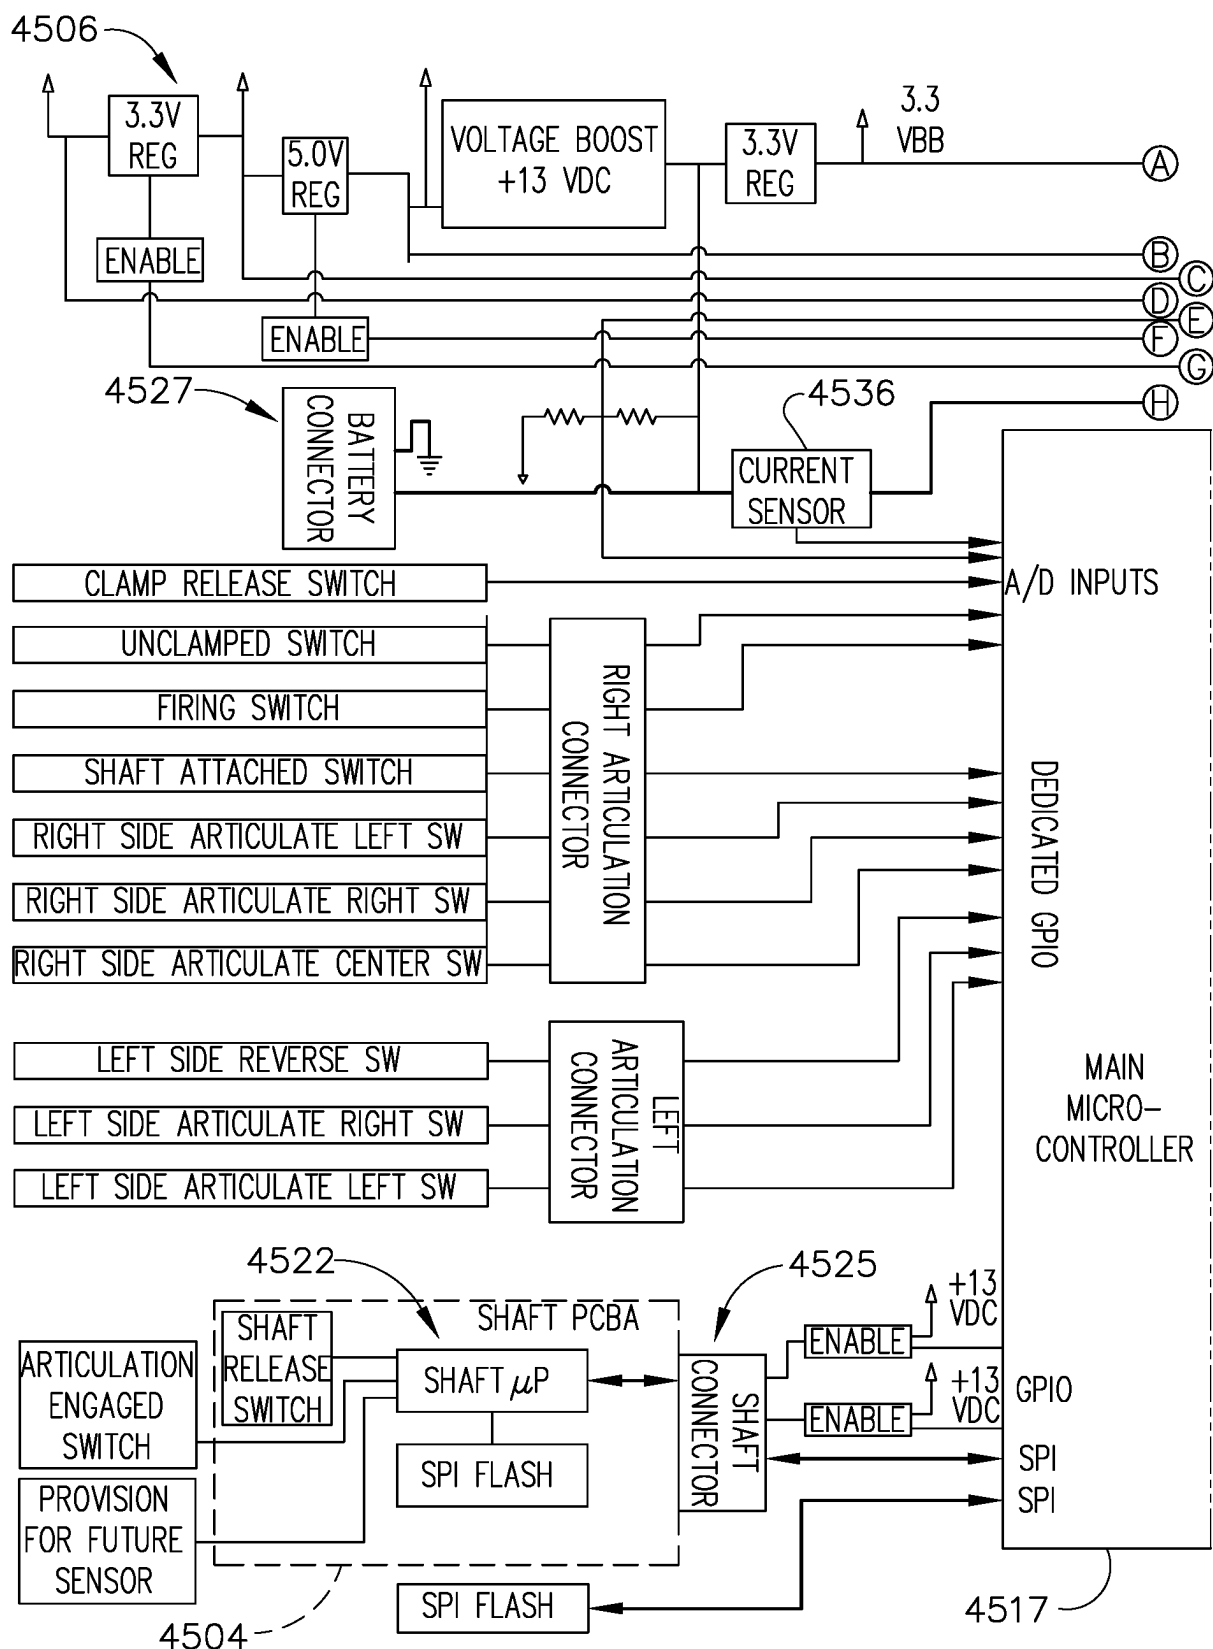 4506
3.3V
REG
5.0V
REG
VOLTAGE BOOST
+13 VDC
3.3V
REG
3.3
VBB
A
B
C
D
E
F
G
H
ENABLE
ENABLE
4527
BATTERY
CONNECTOR
4536
CURRENT
SENSOR
CLAMP RELEASE SWITCH
UNCLAMPED SWITCH
FIRING SWITCH
SHAFT ATTACHED SWITCH
RIGHT SIDE ARTICULATE LEFT SW
RIGHT SIDE ARTICULATE RIGHT SW
RIGHT SIDE ARTICULATE CENTER SW
RIGHT ARTICULATION
CONNECTOR
A/D INPUTS
DEDICATED GPIO
LEFT SIDE REVERSE SW
LEFT SIDE ARTICULATE RIGHT SW
LEFT SIDE ARTICULATE LEFT SW
LEFT
ARTICULATION
CONNECTOR
MAIN
MICRO-
CONTROLLER
4522
4525
SHAFT PCBA
SHAFT
RELEASE
SWITCH
ARTICULATION
ENGAGED
SWITCH
SHAFT μP
SPI FLASH
SHAFT
CONNECTOR
ENABLE
+13
VDC
ENABLE
+13
VDC
GPIO
SPI
SPI
PROVISION
FOR FUTURE
SENSOR
4504
SPI FLASH
4517